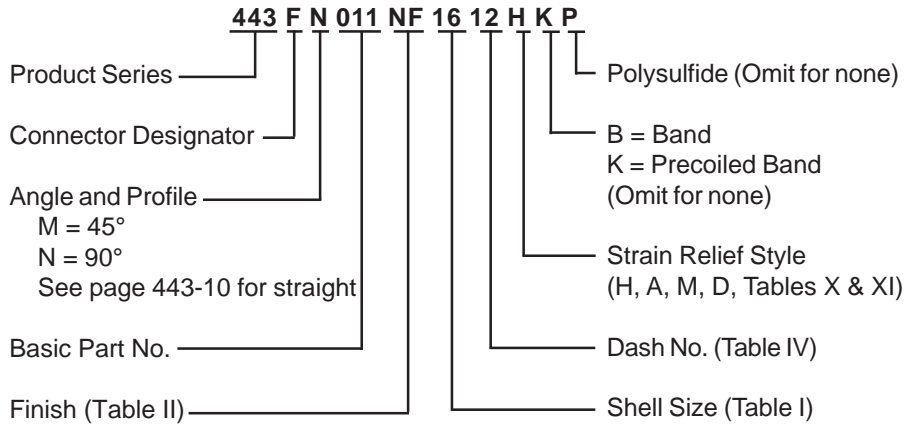 443 F N 011 NF 16 12 H K P
Product Series
Connector Designator
Angle and Profile
M = 45°
N = 90°
See page 443-10 for straight
Basic Part No.
Finish (Table II)
Polysulfide (Omit for none)
B = Band
K = Precoiled Band
(Omit for none)
Strain Relief Style
(H, A, M, D, Tables X & XI)
Dash No. (Table IV)
Shell Size (Table I)